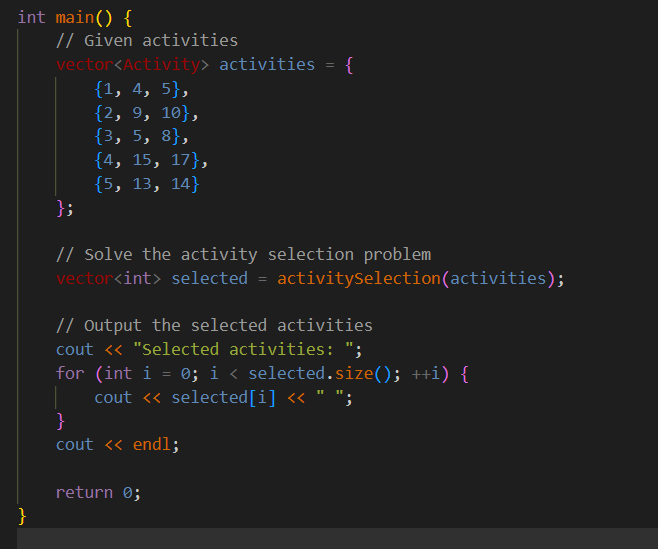 int main() {
    // Given activities
    vector<Activity> activities = {
        {1, 4, 5},
        {2, 9, 10},
        {3, 5, 8},
        {4, 15, 17},
        {5, 13, 14}
    };

    // Solve the activity selection problem
    vector<int> selected = activitySelection(activities);

    // Output the selected activities
    cout << "Selected activities: ";
    for (int i = 0; i < selected.size(); ++i) {
        cout << selected[i] << " ";
    }
    cout << endl;

    return 0;
}